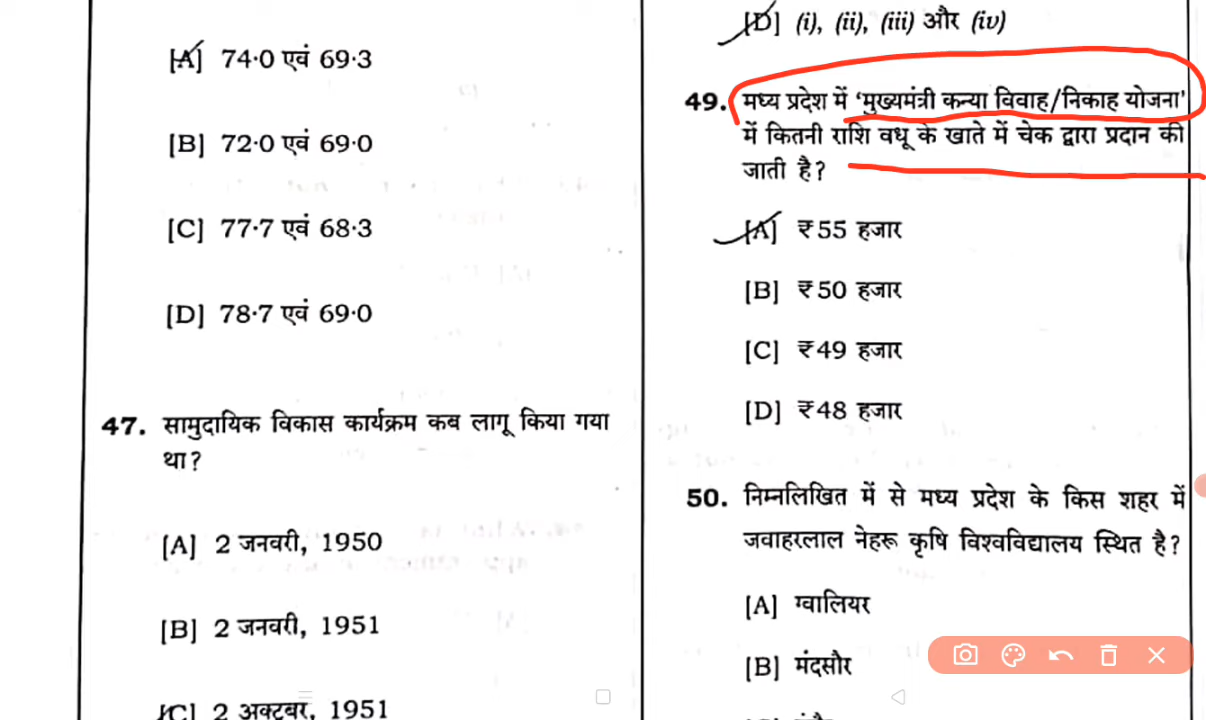 [A] 74·0 एवं 69·3
[B] 72·0 एवं 69·0
[C] 77·7 एवं 68·3
[D] 78·7 एवं 69·0
47. सामुदायिक विकास कार्यक्रम कब लागू किया गया
था?
[A] 2 जनवरी, 1950
[B] 2 जनवरी, 1951
[C] 2 अक्टूबर, 1951
[D] (i), (ii), (iii) और (iv)
49. मध्य प्रदेश में ‘मुख्यमंत्री कन्या विवाह/निकाह योजना’
में कितनी राशि वधू के खाते में चेक द्वारा प्रदान की
जाती है?
[A] ₹55 हजार
[B] ₹50 हजार
[C] ₹49 हजार
[D] ₹48 हजार
50. निम्नलिखित में से मध्य प्रदेश के किस शहर में
जवाहरलाल नेहरू कृषि विश्वविद्यालय स्थित है?
[A] ग्वालियर
[B] मंदसौर